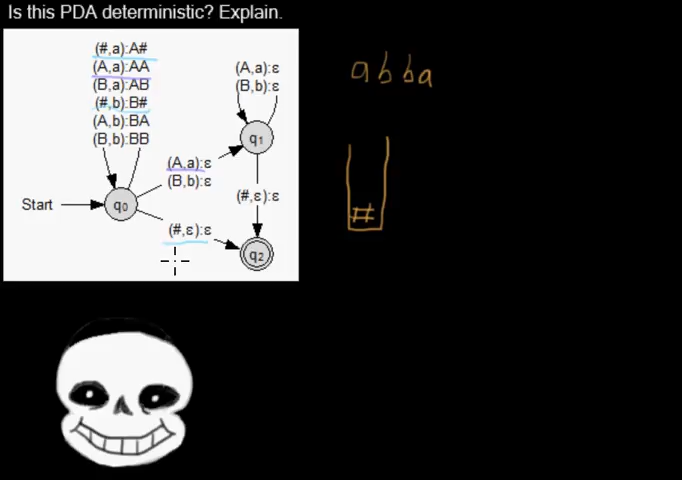 Is this PDA deterministic? Explain.
(#,a):A#
(A,a):AA
(B,a):AB
(#,b):B#
(A,b):BA
(B,b):BB
(A,a):ε
(B,b):ε
q₁
(A,a):ε
(B,b):ε
Start
q₀
(#,ε):ε
(#,ε):ε
q₂
abba
#